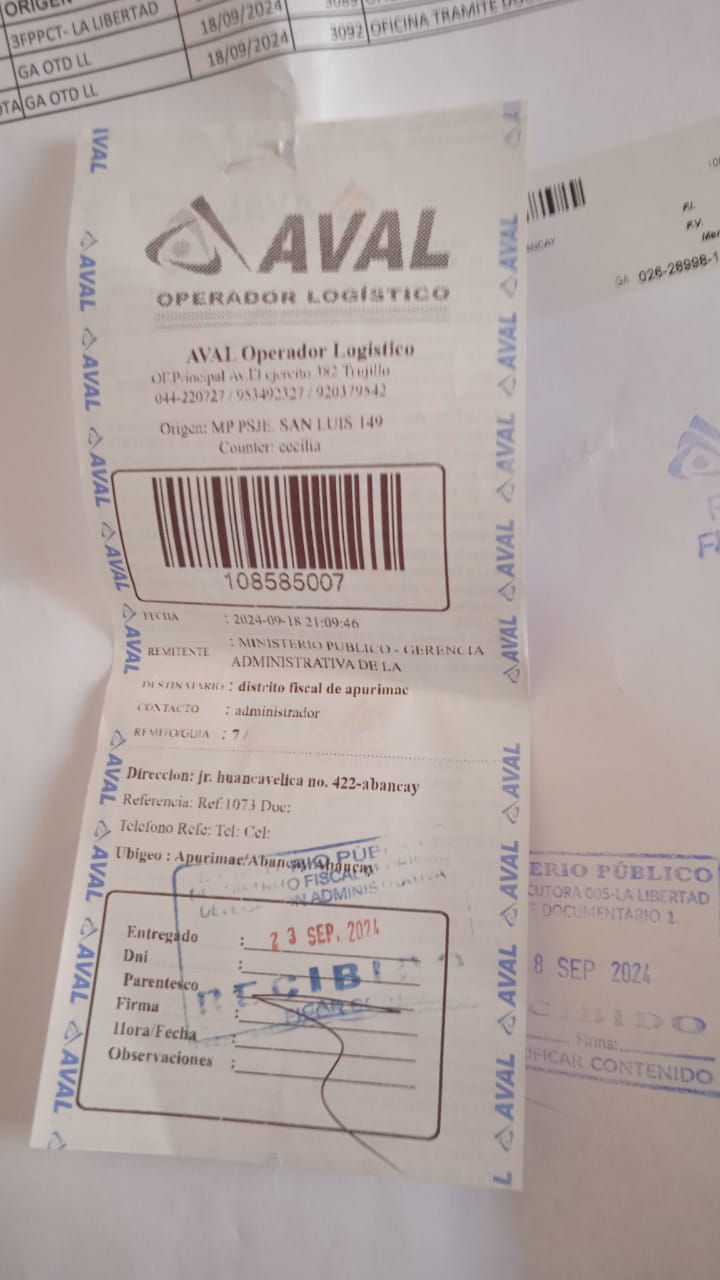 ORIGEN
3FPPCT- LA LIBERTAD 18/09/2024
GA OTD LL 18/09/2024 3092 OFICINA TRAMITE
GA OTD LL
AVAL
OPERADOR LOGÍSTICO
AVAL Operador Logistico
Of.Principal Av.El ejercito 382 Trujillo
044-220727 / 953492327 / 920379542
Origen: MP PSJE. SAN LUIS 149
Counter: cecilia
108585007
FECHA : 2024-09-18 21:09:46
REMITENTE : MINISTERIO PUBLICO - GERENCIA
ADMINISTRATIVA DE LA
DESTINATARIO : distrito fiscal de apurimac
CONTACTO : administrador
REMITO/GUIA : 7 /
Direccion: jr. huancavelica no. 422-abancay
Referencia: Ref:1073 Doc:
Telefono Refe: Tel: Cel:
Ubigeo : Apurimac/Abancay/Abancay
Entregado :
23 SEP. 2024
Dni :
Parentesco :
Firma :
Hora/Fecha :
Observaciones :
AVAL
F.I.
F.V.
GA 026-28998-1
ERIO PÚBLICO
CUTORA 005-LA LIBERTAD
DOCUMENTARIO 1
8 SEP 2024
CIBIDO
Firma:
IFICAR CONTENIDO